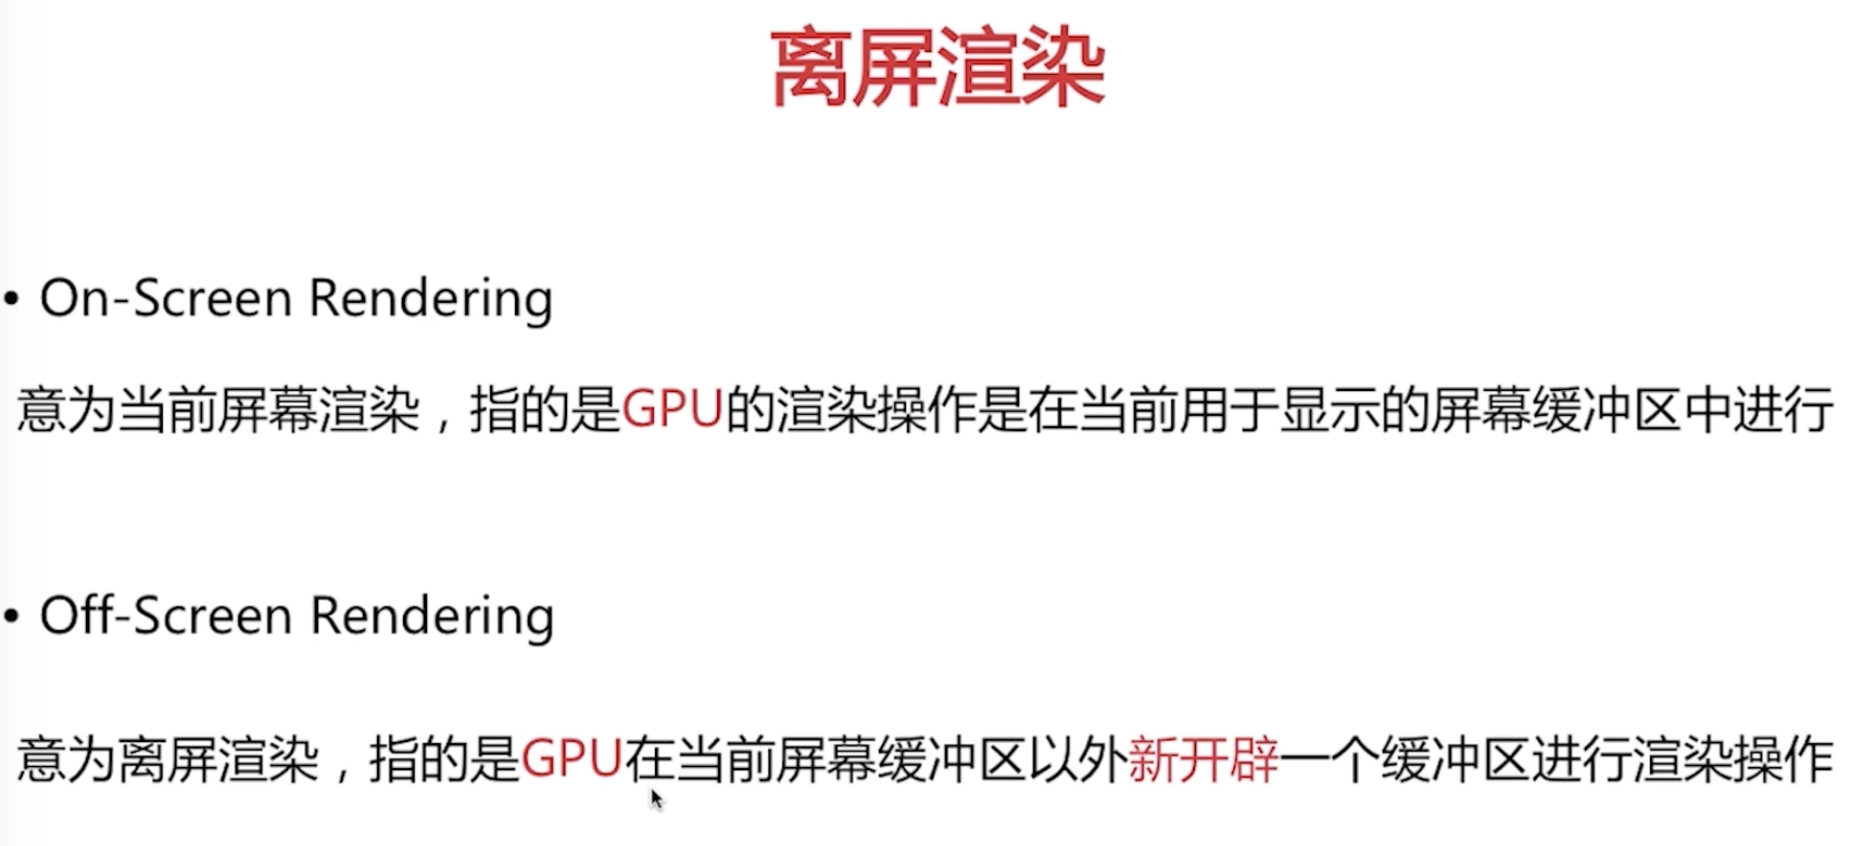 离屏渲染
• On-Screen Rendering
意为当前屏幕渲染，指的是GPU的渲染操作是在当前用于显示的屏幕缓冲区中进行
• Off-Screen Rendering
意为离屏渲染，指的是GPU在当前屏幕缓冲区以外新开辟一个缓冲区进行渲染操作